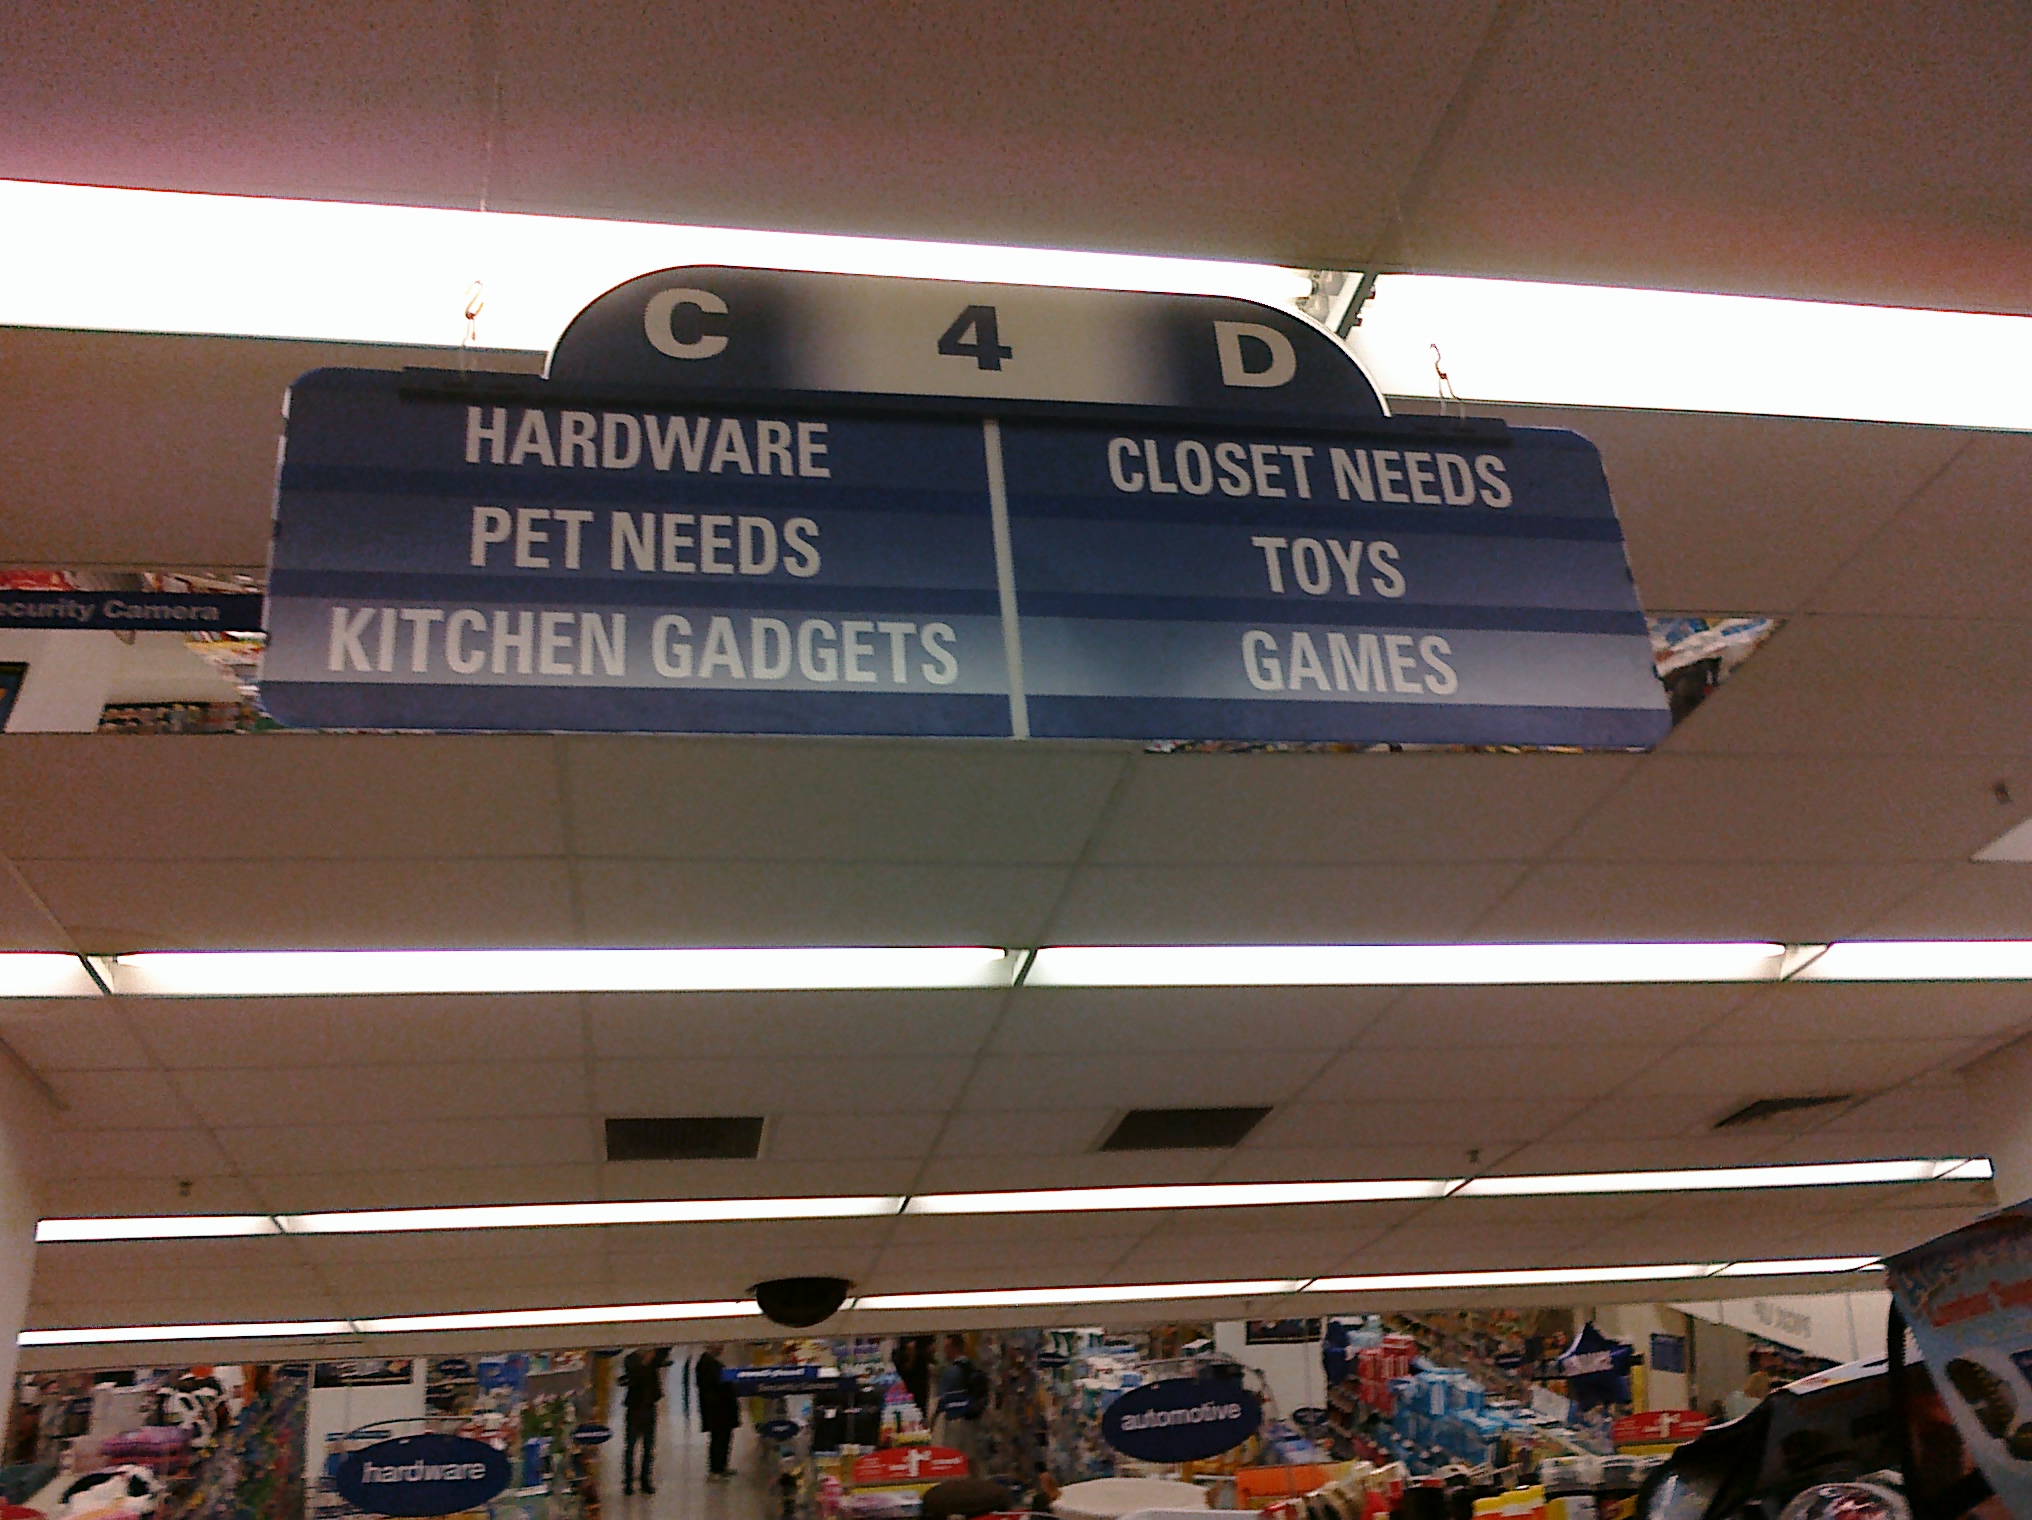 C 4 D
HARDWARE
PET NEEDS
KITCHEN GADGETS
CLOSET NEEDS
TOYS
GAMES
ecurity Camera
automotive
hardware